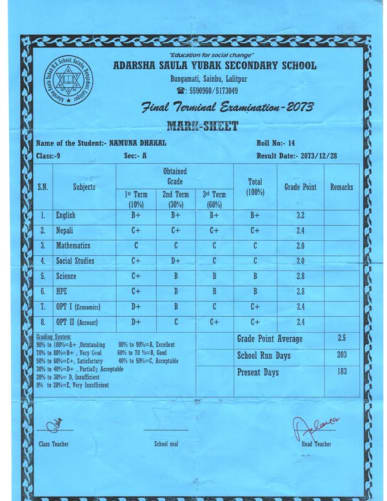 "Education for social change"
ADARSHA SAULA YUBAK SECONDARY SCHOOL
Bungamati, Sainbu, Lalitpur
☎: 5590998/5173049
Final Terminal Examination-2073
MARK-SHEET
Name of the Student:- NAMUNA DHAKAL Roll No:- 14
Class:-9 Sec:- A Result Date:- 2073/12/28
S.N. Subjects Obtained Grade Total (100%) Grade Point Remarks
1st Term (10%) 2nd Term (30%) 3rd Term (60%)
1. English B+ B+ B+ B+ 3.2
2. Nepali C+ C+ C+ C+ 2.4
3. Mathematics C C C C 2.0
4. Social Studies C+ D+ C C 2.0
5. Science C+ B B B 2.8
6. HPE C+ B B 2.8
7. OPT I (Economics) D+ B C C+ 2.4
8. OPT II (Account) D+ C C+ C+ 2.4
Grading System Grade Point Average 2.5
90% to 100%=A+ ,Outstanding 80% to 90%=A, Excellent
70% to 80%=B+ , Very Good 60% to 70 %=B, Good
50% to 60%=C+, Satisfactory 40% to 50%=C, Acceptable
School Run Days 203
30% to 40%=D+ , Partially Acceptable
20% to 30%= D, Insufficient
0% to 20%=E, Very Insufficient
Present Days 183
Class Teacher School seal Head Teacher